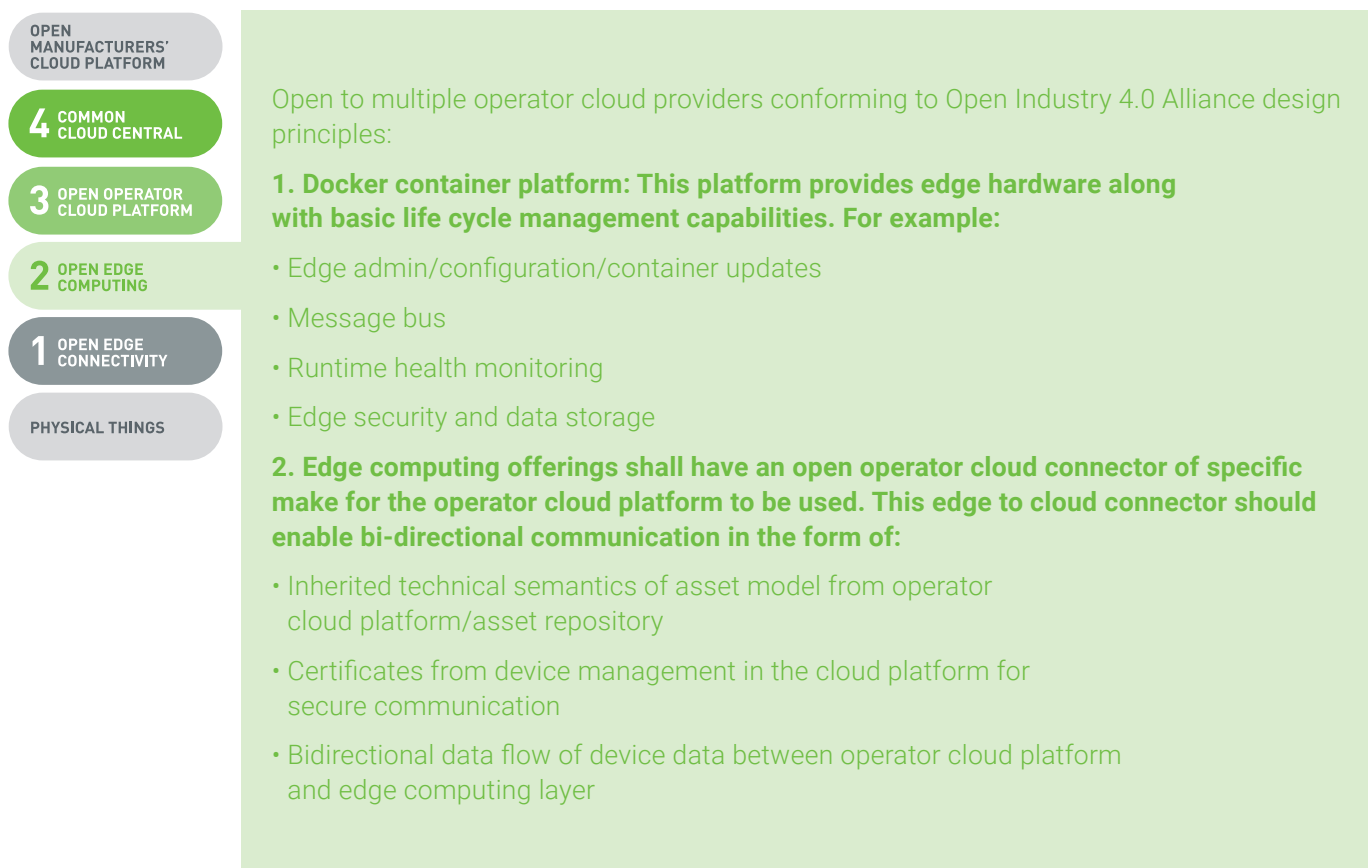 OPEN
MANUFACTURERS'
CLOUD PLATFORM
4 COMMON
CLOUD CENTRAL
3 OPEN OPERATOR
CLOUD PLATFORM
2 OPEN EDGE
COMPUTING
1 OPEN EDGE
CONNECTIVITY
PHYSICAL THINGS
Open to multiple operator cloud providers conforming to Open Industry 4.0 Alliance design
principles:
1. Docker container platform: This platform provides edge hardware along
with basic life cycle management capabilities. For example:
• Edge admin/configuration/container updates
• Message bus
• Runtime health monitoring
• Edge security and data storage
2. Edge computing offerings shall have an open operator cloud connector of specific
make for the operator cloud platform to be used. This edge to cloud connector should
enable bi-directional communication in the form of:
• Inherited technical semantics of asset model from operator
cloud platform/asset repository
• Certificates from device management in the cloud platform for
secure communication
• Bidirectional data flow of device data between operator cloud platform
and edge computing layer